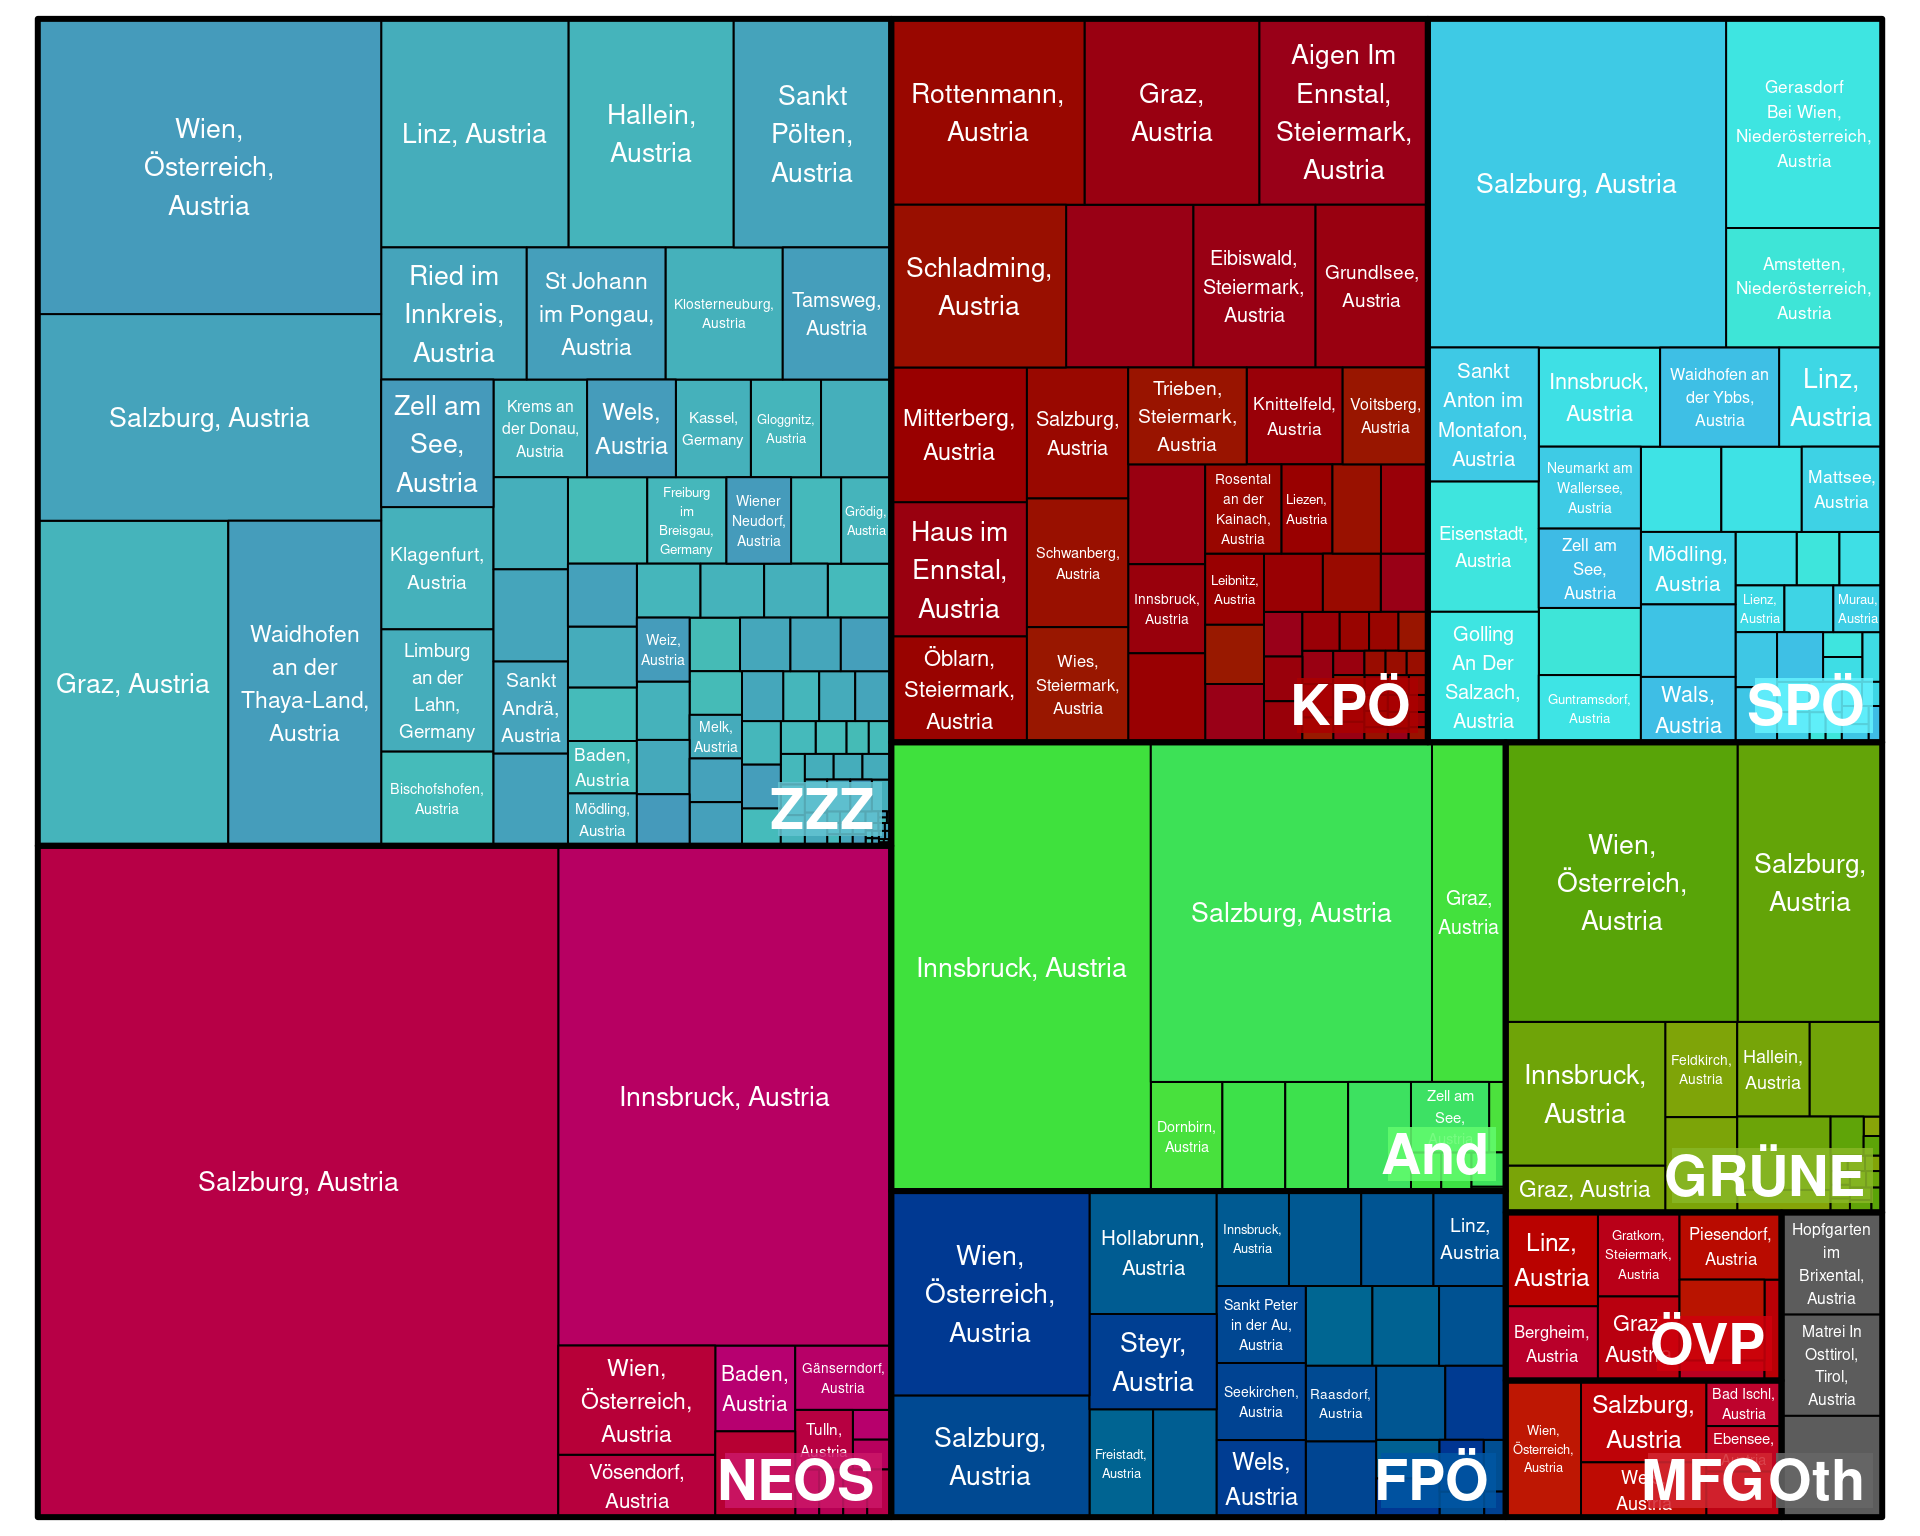 Wien,
Österreich,
Austria
Linz, Austria
Hallein,
Austria
Sankt
Pölten,
Austria
Salzburg, Austria
Graz, Austria
Waidhofen
an der
Thaya-Land,
Austria
Ried im
Innkreis,
Austria
St Johann
im Pongau,
Austria
Klosterneuburg,
Austria
Tamsweg,
Austria
Zell am
See,
Austria
Krems an
der Donau,
Austria
Wels,
Austria
Kassel,
Germany
Gloggnitz,
Austria
Klagenfurt,
Austria
Freiburg
im
Breisgau,
Germany
Wiener
Neudorf,
Austria
Grödig,
Austria
Limburg
an der
Lahn,
Germany
Sankt
Andrä,
Austria
Weiz,
Austria
Melk,
Austria
Bischofshofen,
Austria
Baden,
Austria
Mödling,
Austria
ZZZ
Rottenmann,
Austria
Graz,
Austria
Aigen Im
Ennstal,
Steiermark,
Austria
Schladming,
Austria
Eibiswald,
Steiermark,
Austria
Grundlsee,
Austria
Mitterberg,
Austria
Salzburg,
Austria
Trieben,
Steiermark,
Austria
Knittelfeld,
Austria
Voitsberg,
Austria
Haus im
Ennstal,
Austria
Schwanberg,
Austria
Rosental
an der
Kainach,
Austria
Liezen,
Austria
Innsbruck,
Austria
Leibnitz,
Austria
Öblarn,
Steiermark,
Austria
Wies,
Steiermark,
Austria
KPÖ
Salzburg, Austria
Gerasdorf
Bei Wien,
Niederösterreich,
Austria
Amstetten,
Niederösterreich,
Austria
Sankt
Anton im
Montafon,
Austria
Innsbruck,
Austria
Waidhofen an
der Ybbs,
Austria
Linz,
Austria
Eisenstadt,
Austria
Neumarkt am
Wallersee,
Austria
Mattsee,
Austria
Zell am
See,
Austria
Mödling,
Austria
Lienz,
Austria
Murau,
Austria
Golling
An Der
Salzach,
Austria
Guntramsdorf,
Austria
Wals,
Austria
SPÖ
Salzburg, Austria
Innsbruck, Austria
Wien,
Österreich,
Austria
Baden,
Austria
Gänserndorf,
Austria
Tulln,
Austria
Vösendorf,
Austria
NEOS
Innsbruck, Austria
Salzburg, Austria
Graz,
Austria
Dornbirn,
Austria
Zell am
See,
Austria
And
Wien,
Österreich,
Austria
Salzburg,
Austria
Innsbruck,
Austria
Feldkirch,
Austria
Hallein,
Austria
Graz, Austria
GRÜNE
Wien,
Österreich,
Austria
Hollabrunn,
Austria
Innsbruck,
Austria
Linz,
Austria
Steyr,
Austria
Sankt Peter
in der Au,
Austria
Salzburg,
Austria
Seekirchen,
Austria
Raasdorf,
Austria
Freistadt,
Austria
Wels,
Austria
FPÖ
Linz,
Austria
Gratkorn,
Steiermark,
Austria
Piesendorf,
Austria
Bergheim,
Austria
Graz
Austria
ÖVP
Wien,
Österreich,
Austria
Salzburg,
Austria
Bad Ischl,
Austria
Ebensee,
Austria
MFG
Hopfgarten
im
Brixental,
Austria
Matrei In
Osttirol,
Tirol,
Austria
Oth